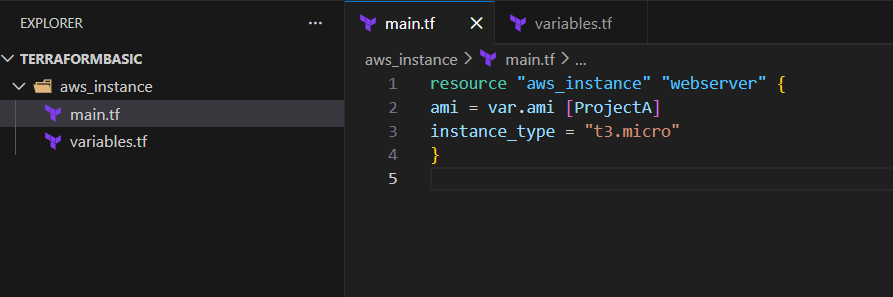 EXPLORER
...
TERRAFORMBASIC
aws_instance
main.tf
variables.tf
main.tf
variables.tf
aws_instance > main.tf > ...
1 resource "aws_instance" "webserver" {
2 ami = var.ami [ProjectA]
3 instance_type = "t3.micro"
4 }
5